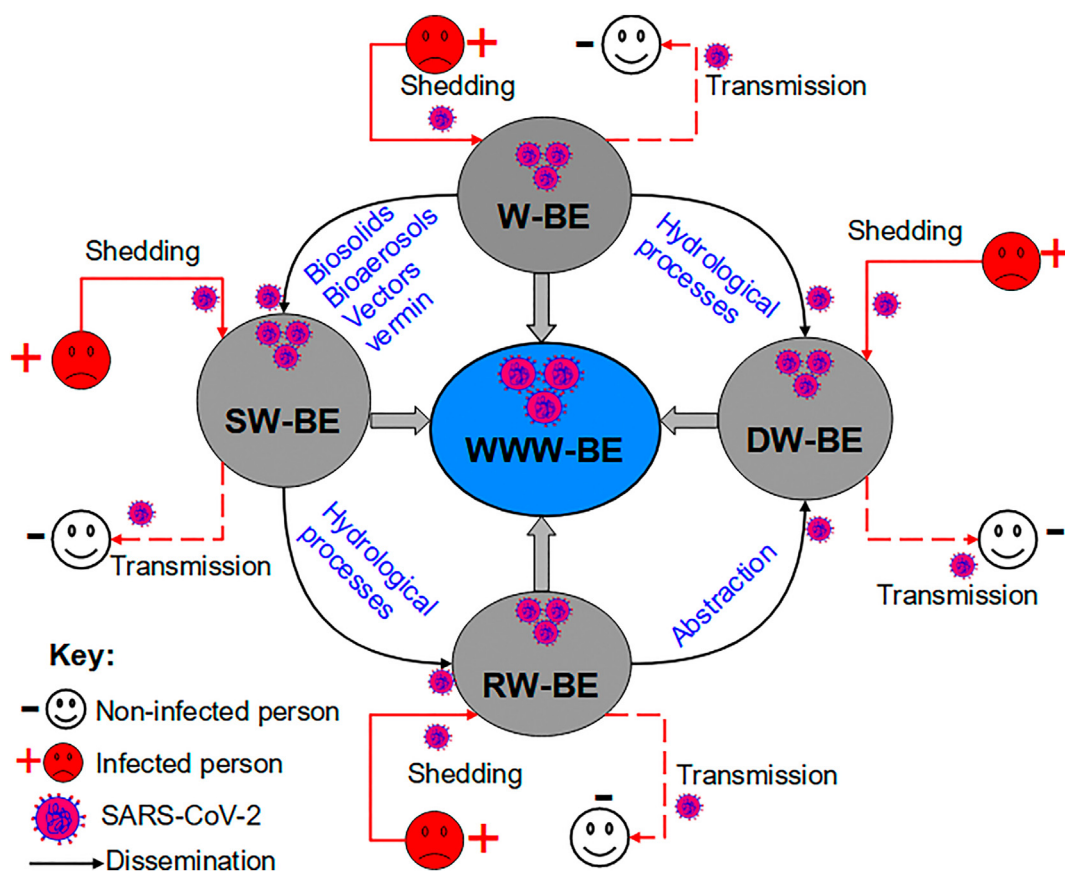 +
-
Shedding
Transmission
W-BE
Biosolids
Bioaerosols
Vectors
vermin
Hydrological
processes
Shedding
Shedding
+
+
SW-BE
WWW-BE
DW-BE
-
Transmission
Hydrological
processes
Abstraction
-
Transmission
RW-BE
Shedding
Transmission
+
-
Key:
- Non-infected person
+ Infected person
SARS-CoV-2
Dissemination